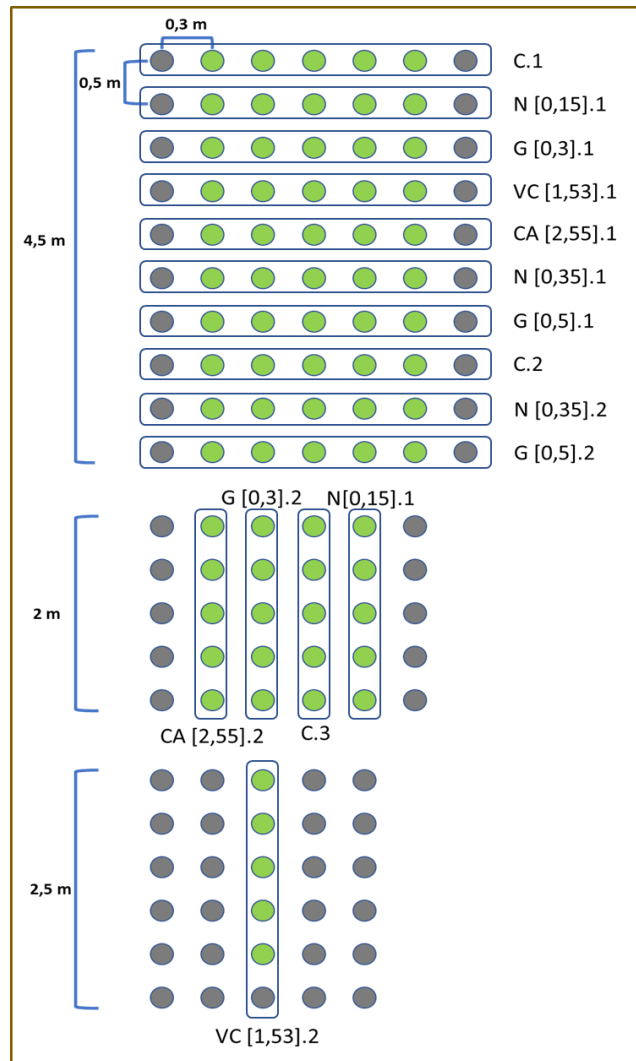 0,3 m
C.1
0,5 m
N [0,15].1
G [0,3].1
VC [1,53].1
4,5 m
CA [2,55].1
N [0,35].1
G [0,5].1
C.2
N [0,35].2
G [0,5].2
G [0,3].2
N[0,15].1
2 m
CA [2,55].2
C.3
2,5 m
VC [1,53].2